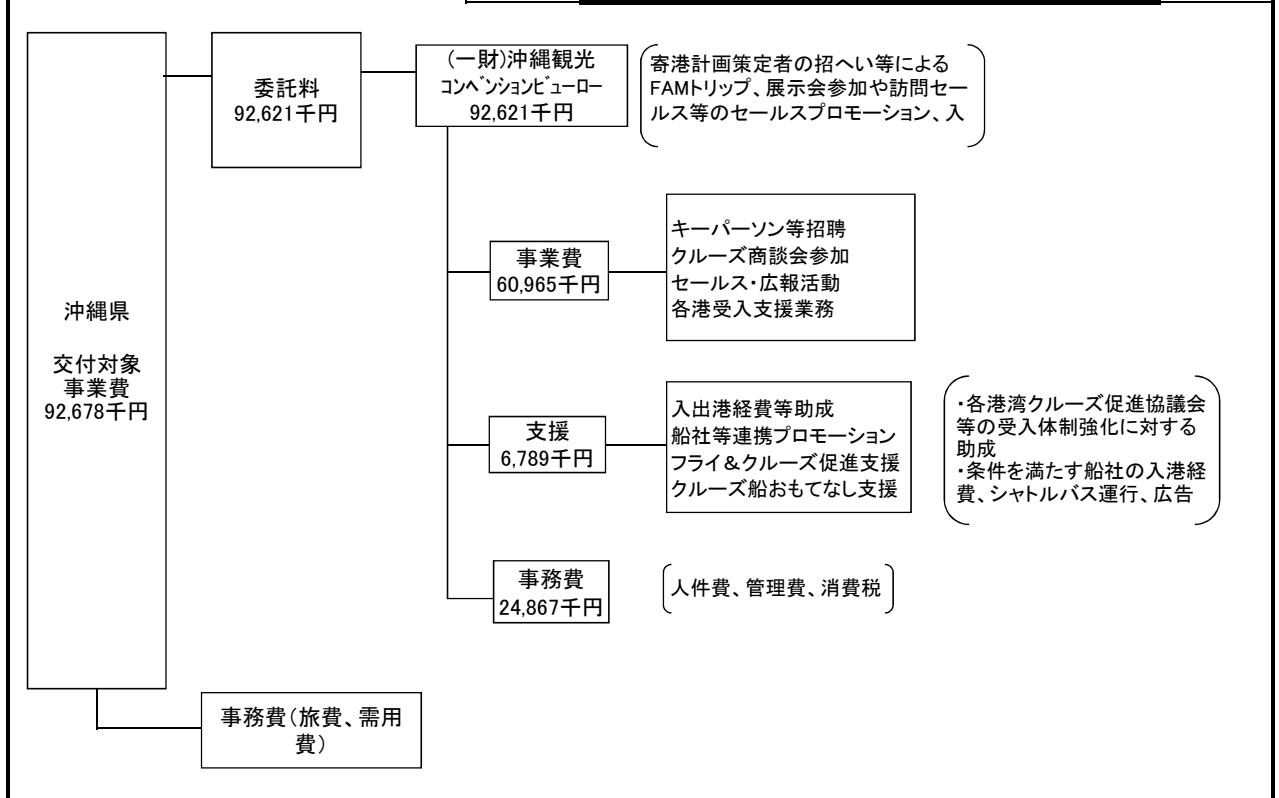 沖縄県
交付対象
事業費
92,678千円
委託料
92,621千円
(一財)沖縄観光
ｺﾝﾍﾞﾝｼｮﾝﾋﾞｭｰﾛｰ
92,621千円
寄港計画策定者の招へい等による
FAMトリップ、展示会参加や訪問セー
ルス等のセールスプロモーション、入
事業費
60,965千円
キーパーソン等招聘
クルーズ商談会参加
セールス・広報活動
各港受入支援業務
支援
6,789千円
入出港経費等助成
船社等連携プロモーション
フライ＆クルーズ促進支援
クルーズ船おもてなし支援
・各港湾クルーズ促進協議会
等の受入体制強化に対する
助成
・条件を満たす船社の入港経
費、シャトルバス運行、広告
事務費
24,867千円
人件費、管理費、消費税
事務費（旅費、需用
費）